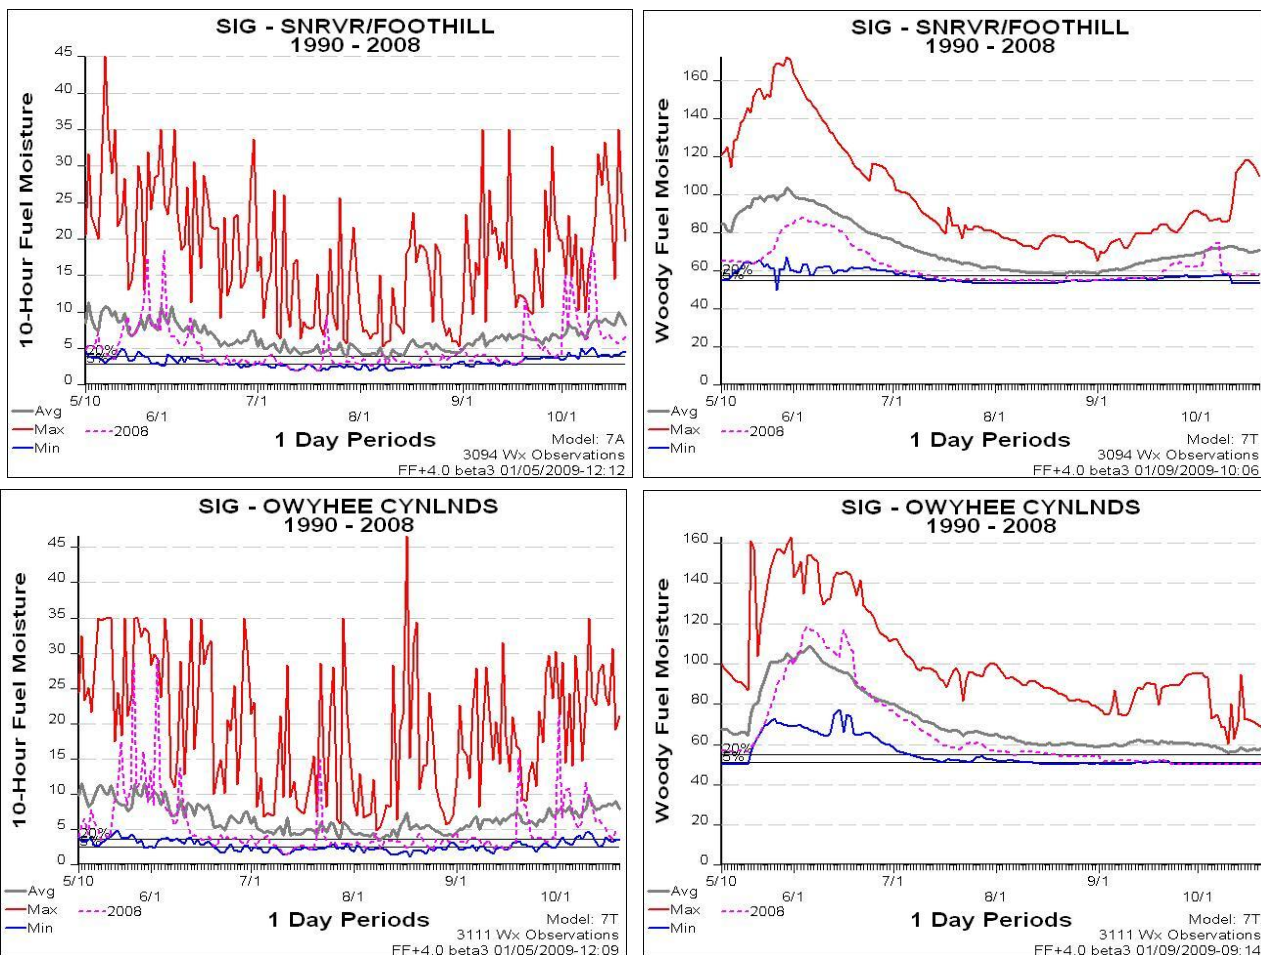 SIG - SNRVR/FOOTHILL
1990 - 2008
10-Hour Fuel Moisture
45
40
35
30
25
20
15
10
5
0
20%
5/10
6/1
7/1
8/1
9/1
10/1
Avg
Max
Min
2008
1 Day Periods
Model: 7A
3094 Wx Observations
FF+4.0 beta3 01/05/2009-12:12
SIG - SNRVR/FOOTHILL
1990 - 2008
Woody Fuel Moisture
160
140
120
100
80
60
40
20
0
5/10
6/1
7/1
8/1
9/1
10/1
Avg
Max
Min
2008
1 Day Periods
Model: 7T
3094 Wx Observations
FF+4.0 beta3 01/09/2009-10:06
SIG - OWYHEE CYNLNDS
1990 - 2008
10-Hour Fuel Moisture
45
40
35
30
25
20
15
10
5
0
20%
5/10
6/1
7/1
8/1
9/1
10/1
Avg
Max
Min
2008
1 Day Periods
Model: 7T
3111 Wx Observations
FF+4.0 beta3 01/05/2009-12:09
SIG - OWYHEE CYNLNDS
1990 - 2008
Woody Fuel Moisture
160
140
120
100
80
60
40
20
0
20%
5%
5/10
6/1
7/1
8/1
9/1
10/1
Avg
Max
Min
2008
1 Day Periods
Model: 7T
3111 Wx Observations
FF+4.0 beta3 01/09/2009-09:14